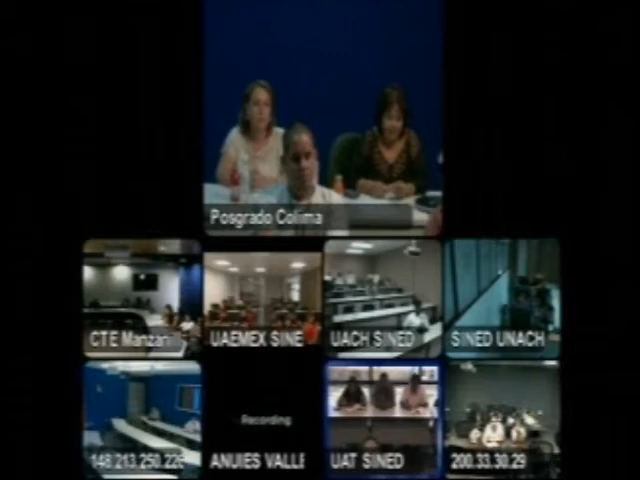 Posgrado Colima
CTE Manzanill
UAEMEX SINE
UACH SINED
SINED UNACH
148.213.250.226
Recording
ANUIES VALLE
UAT SINED
200.33.30.29